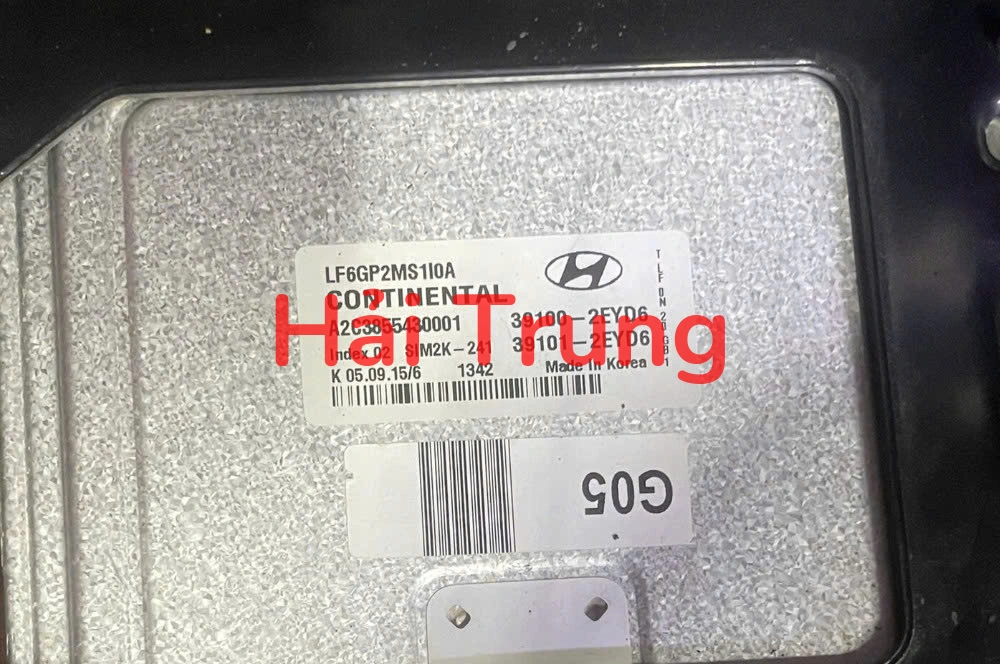 LF6GP2MS1I0A
CONTINENTAL
A2C3855430001 39100-2EYD6
Index 02 SIM2K-241 39101-2EYD6
K 05.09.15/6 1342 Made In Korea
G05
Hải Trung